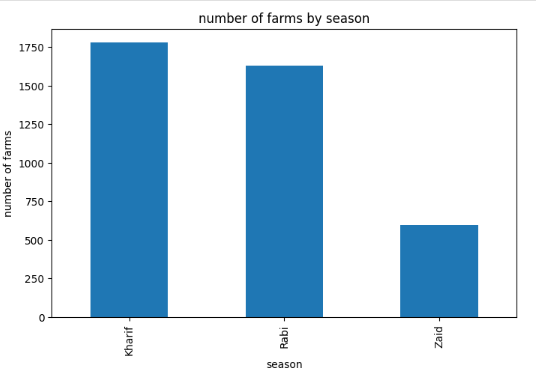 number of farms by season
number of farms
1750
1500
1250
1000
750
500
250
0
Kharif
Rabi
Zaid
season